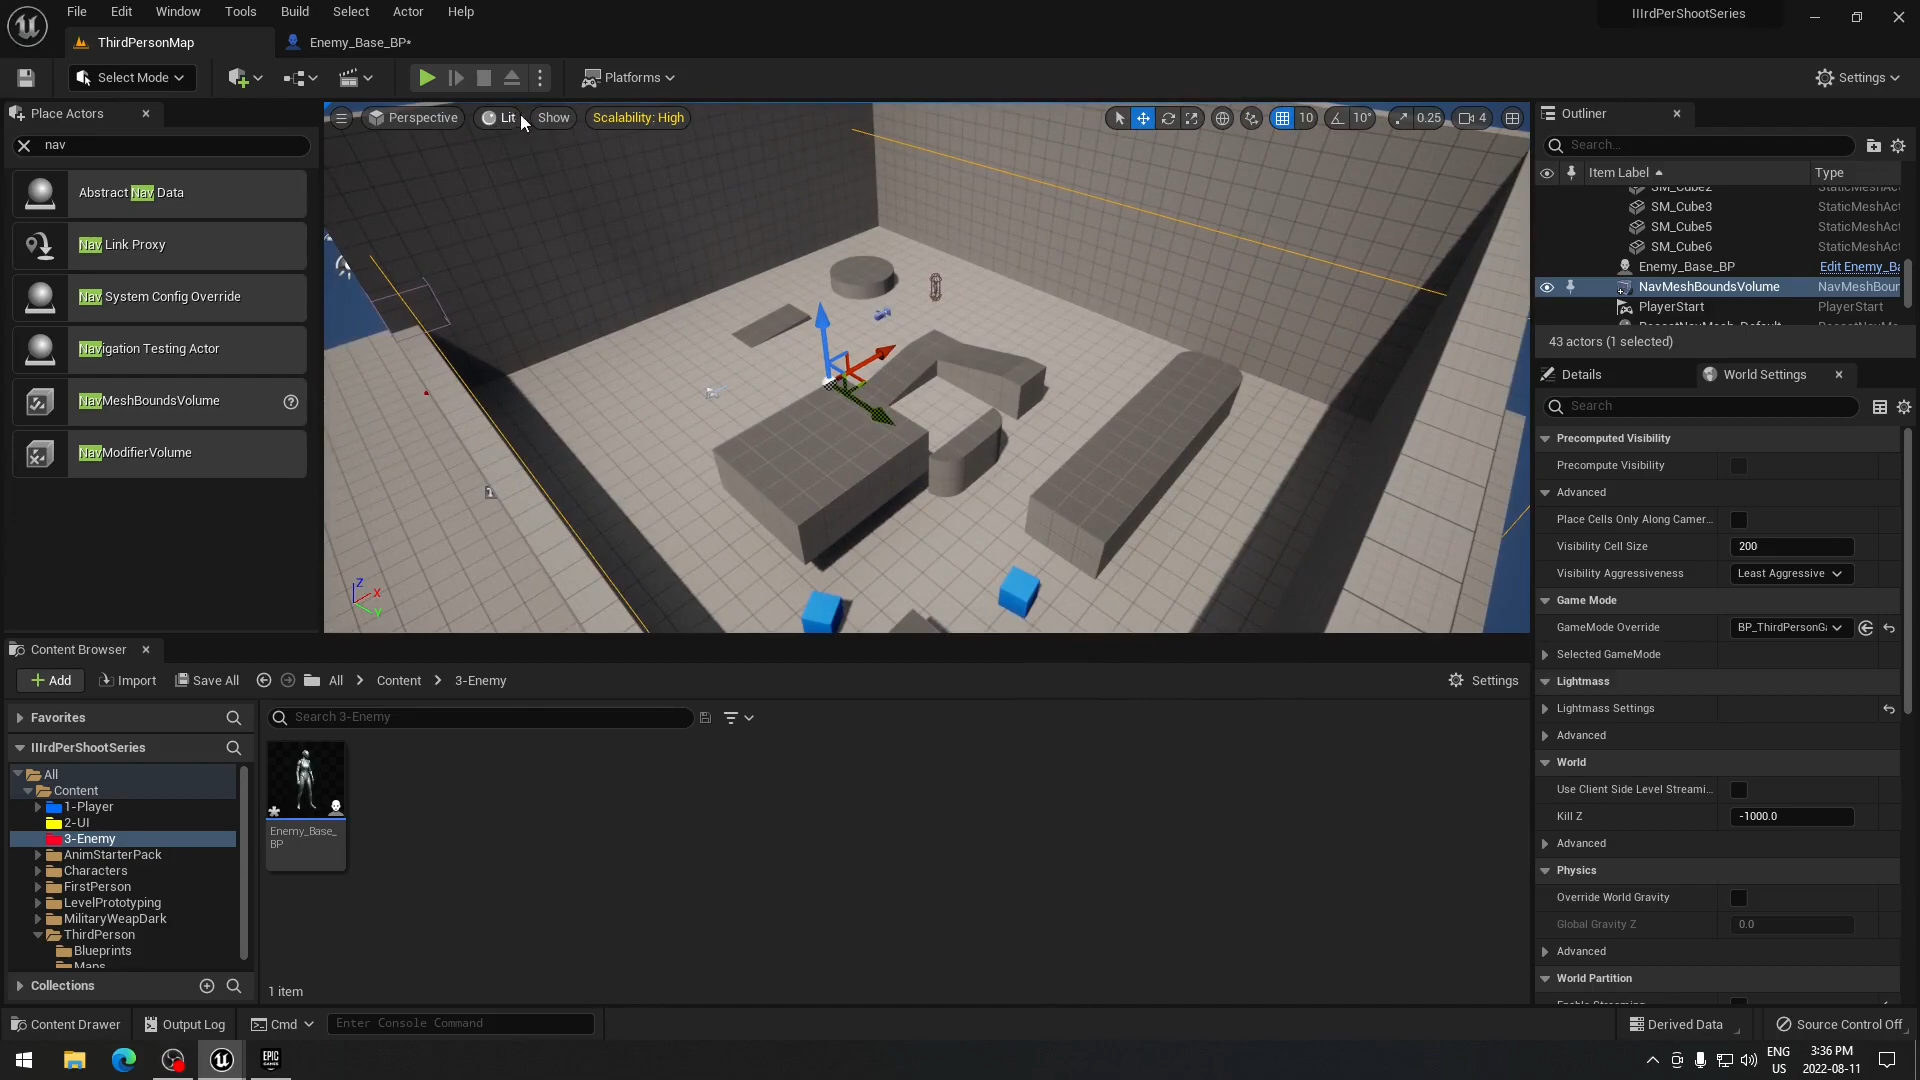 File Edit Window Tools Build Select Actor Help
IIIrdPerShootSeries
ThirdPersonMap
Enemy_Base_BP*
Select Mode
Platforms
Settings
Place Actors
nav
Abstract Nav Data
Nav Link Proxy
Nav System Config Override
Navigation Testing Actor
NavMeshBoundsVolume
NavModifierVolume
Perspective Lit Show Scalability: High
10 10° 0.25 4
Z
X
Y
Outliner
Search...
Item Label Type
SM_Cube2 StaticMeshAct
SM_Cube3 StaticMeshAct
SM_Cube5 StaticMeshAct
SM_Cube6 StaticMeshAct
Enemy_Base_BP Edit Enemy_Ba
NavMeshBoundsVolume NavMeshBoun
PlayerStart PlayerStart
43 actors (1 selected)
Details
World Settings
Search
Precomputed Visibility
Precompute Visibility
Advanced
Place Cells Only Along Camer...
Visibility Cell Size 200
Visibility Aggressiveness Least Aggressive
Game Mode
GameMode Override BP_ThirdPersonGa
Selected GameMode
Lightmass
Lightmass Settings
Advanced
World
Use Client Side Level Streami...
Kill Z -1000.0
Advanced
Physics
Override World Gravity
Global Gravity Z 0.0
Advanced
World Partition
Content Browser
Add Import Save All All Content 3-Enemy Settings
Favorites
IIIrdPerShootSeries
All
Content
1-Player
2-UI
3-Enemy
AnimStarterPack
Characters
FirstPerson
LevelPrototyping
MilitaryWeapDark
ThirdPerson
Blueprints
Maps
Collections
Search 3-Enemy
Enemy_Base_
BP
1 item
Content Drawer Output Log Cmd Enter Console Command Derived Data Source Control Off
EPIC
GAMES
ENG
US
3:36 PM
2022-08-11